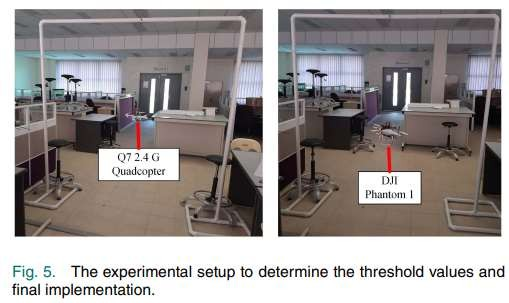 Q7 2.4 G
Quadcopter
DJI
Phantom 1
Fig. 5. The experimental setup to determine the threshold values and
final implementation.